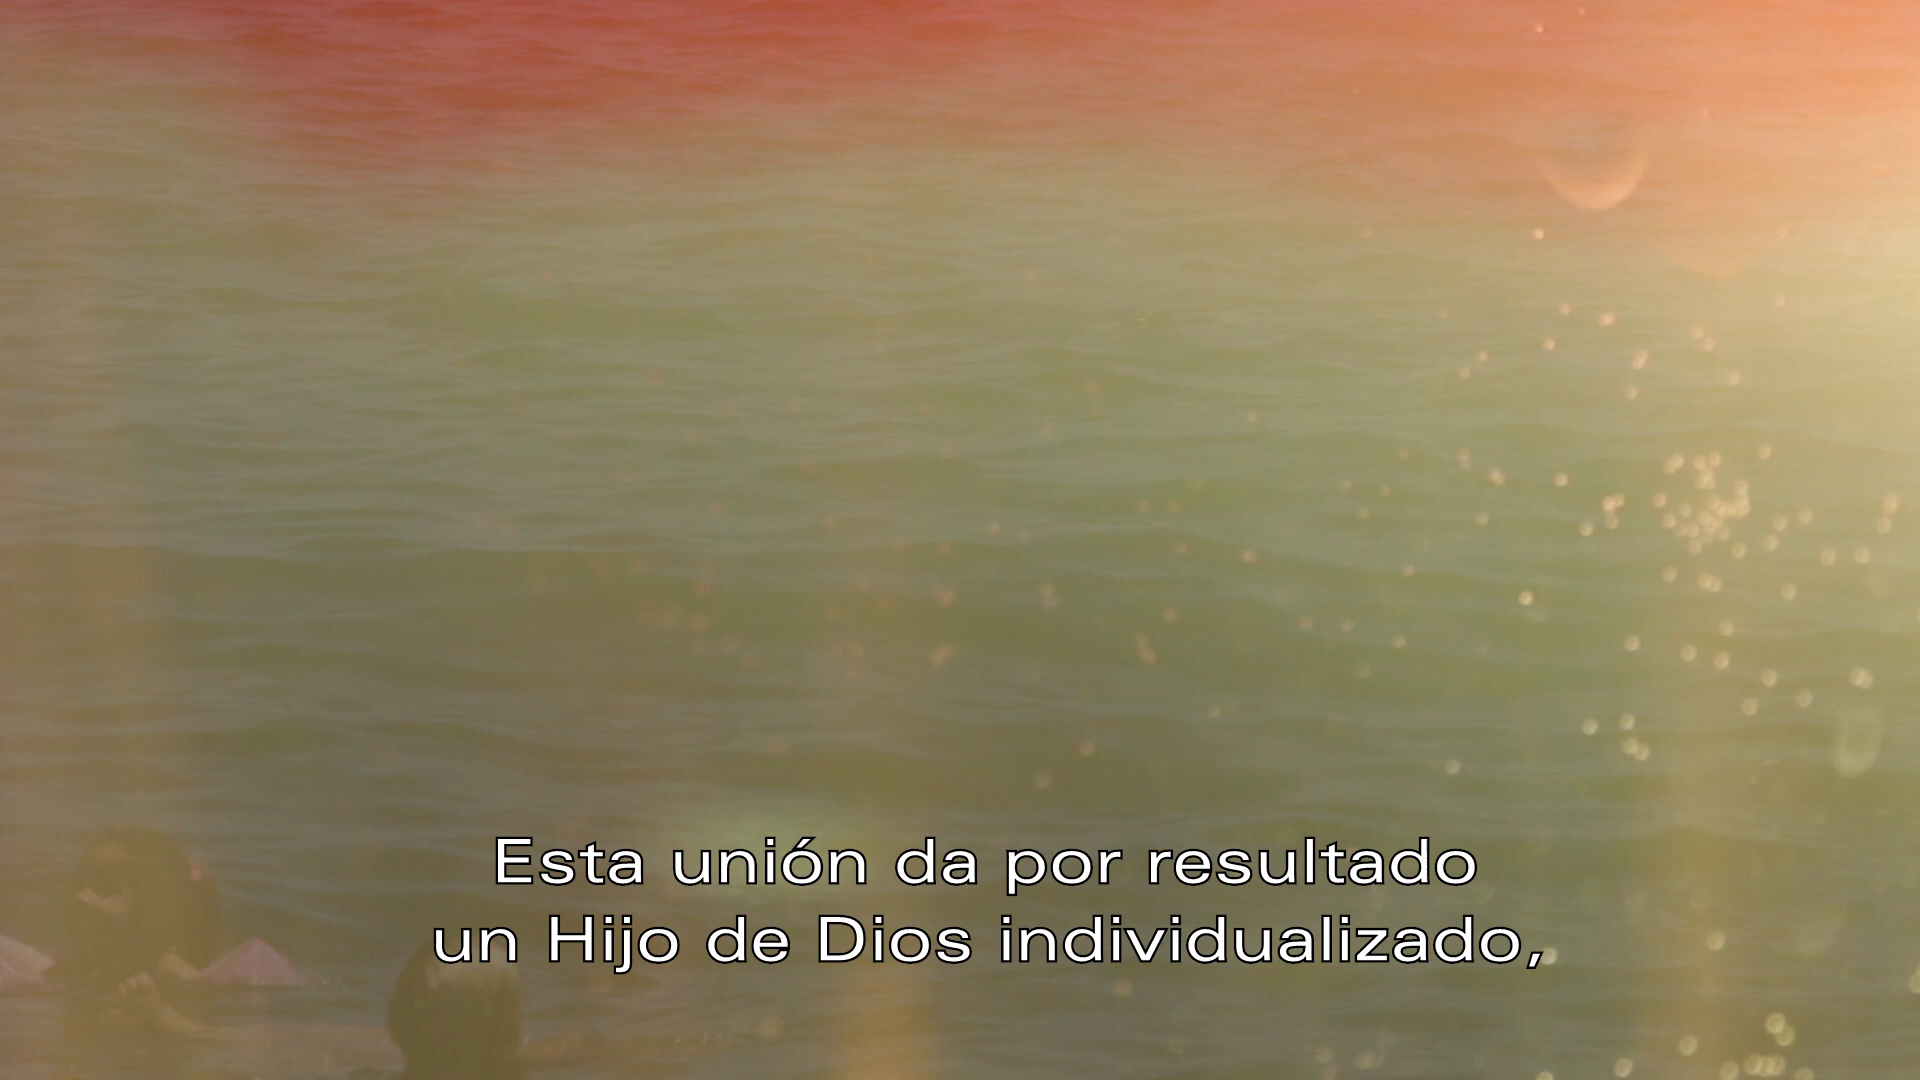 Esta unión da por resultado
un Hijo de Dios individualizado,